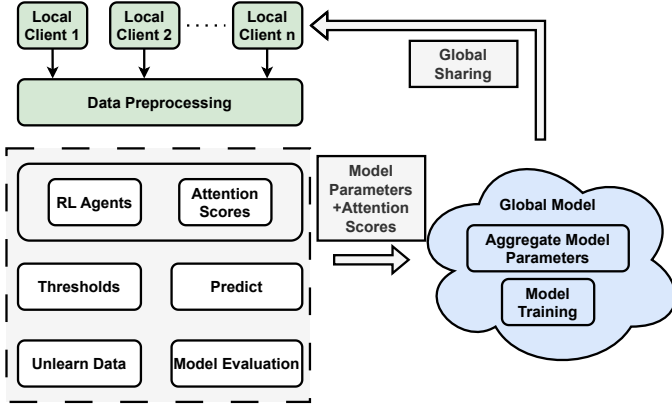 Local
Client 1
Local
Client 2
Local
Client n
Data Preprocessing
Global
Sharing
RL Agents
Attention
Scores
Thresholds
Predict
Unlearn Data
Model Evaluation
Model
Parameters
+Attention
Scores
Global Model
Aggregate Model
Parameters
Model
Training